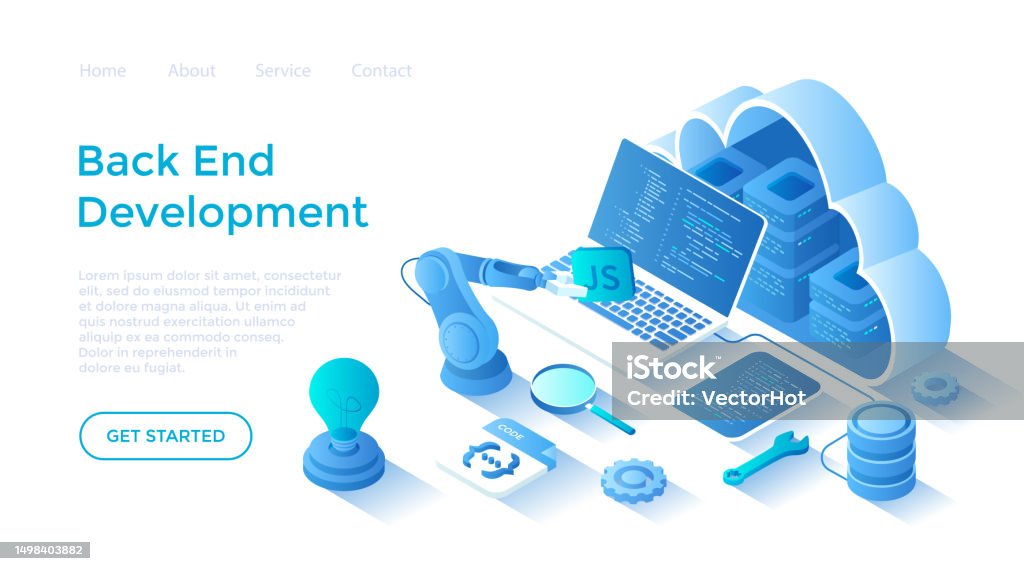 Home About Service Contact
Back End
Development
Lorem ipsum dolor sit amet, consectetur adipiscing
elit, sed do eiusmod tempor incididunt
et dolore magna aliqua. Ut enim ad
quis nostrud exercitation ullamco
aliquip ex ea commodo conseq.
Dolor in reprehenderit in
dolore eu fugiat.
GET STARTED
JS
CODE
{...}
iStock
Credit: VectorHot
1498403882